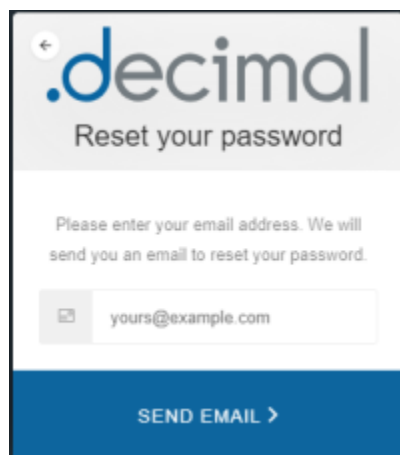 .decimal
Reset your password
Please enter your email address. We will
send you an email to reset your password.
yours@example.com
SEND EMAIL >